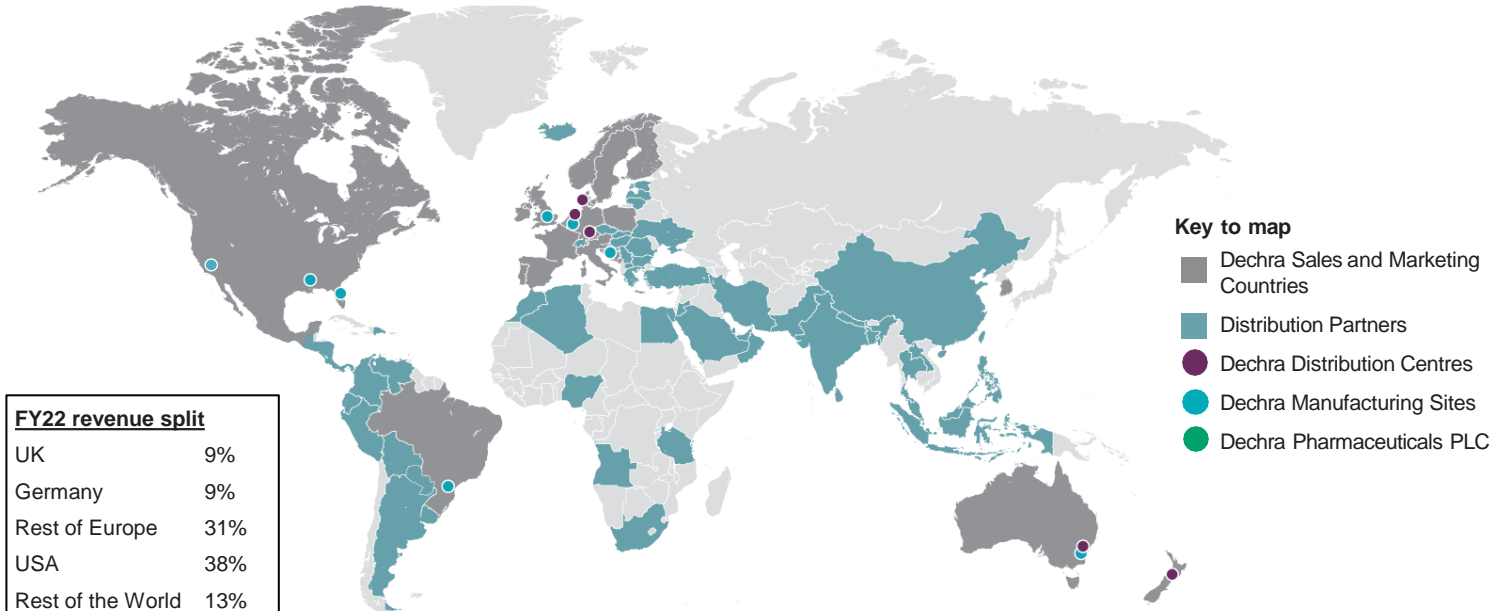 Key to map
Dechra Sales and Marketing
Countries
Distribution Partners
Dechra Distribution Centres
Dechra Manufacturing Sites
Dechra Pharmaceuticals PLC
FY22 revenue split
UK 9%
Germany 9%
Rest of Europe 31%
USA 38%
Rest of the World 13%